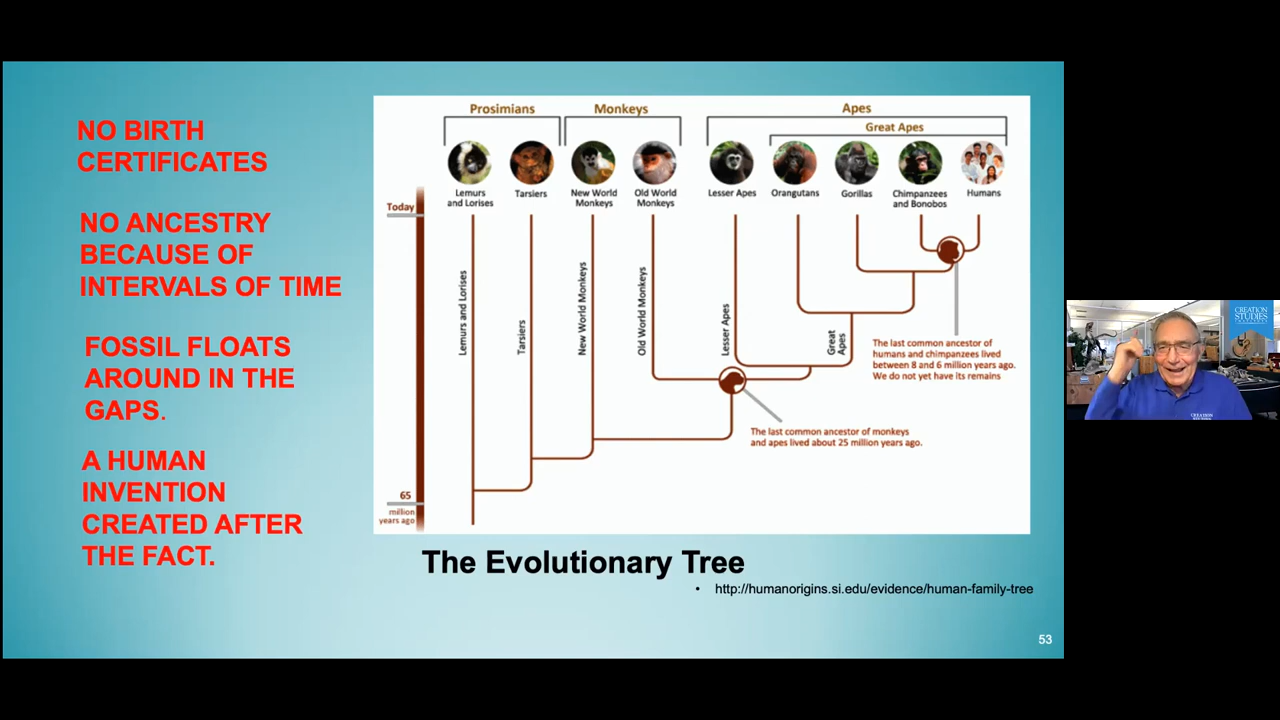 NO BIRTH
CERTIFICATES
NO ANCESTRY
BECAUSE OF
INTERVALS OF TIME
FOSSIL FLOATS
AROUND IN THE
GAPS.
A HUMAN
INVENTION
CREATED AFTER
THE FACT.
Prosimians
Monkeys
Apes
Great Apes
Lemurs
and Lorises
Tarsiers
New World
Monkeys
Old World
Monkeys
Lesser Apes
Orangutans
Gorillas
Chimpanzees
and Bonobos
Humans
Today
Lemurs and Lorises
Tarsiers
New World Monkeys
Old World Monkeys
Lesser Apes
Great
Apes
The last common ancestor of
humans and chimpanzees lived
between 8 and 6 million years ago.
We do not yet have its remains
The last common ancestor of monkeys
and apes lived about 25 million years ago.
65
million
years ago
The Evolutionary Tree
• http://humanorigins.si.edu/evidence/human-family-tree
53
CREATION
STUDIES
CREATION